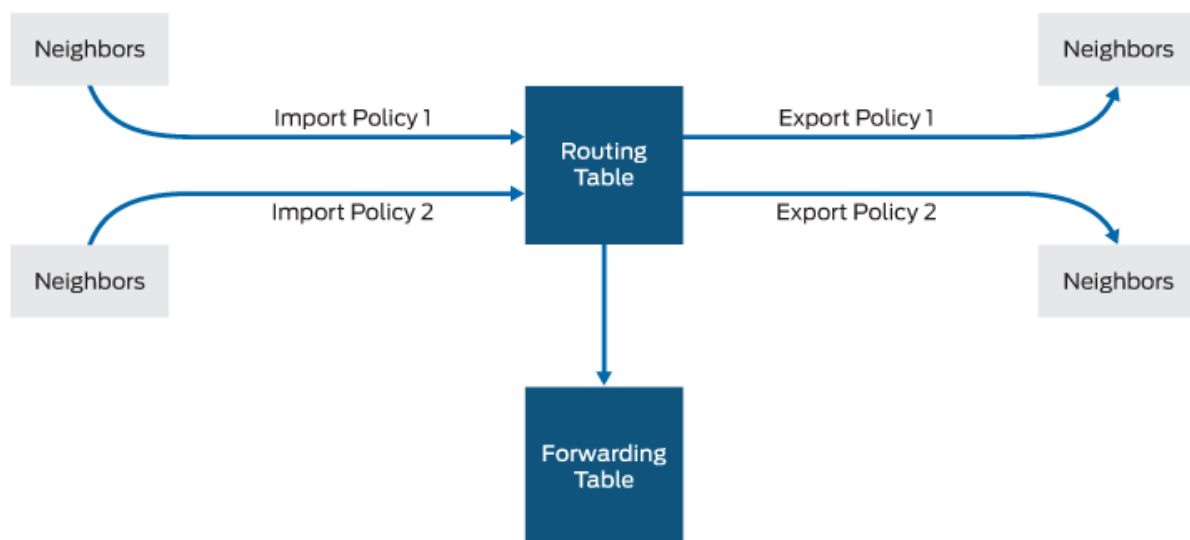 Neighbors
Neighbors
Import Policy 1
Export Policy 1
Routing
Table
Import Policy 2
Export Policy 2
Neighbors
Neighbors
Forwarding
Table